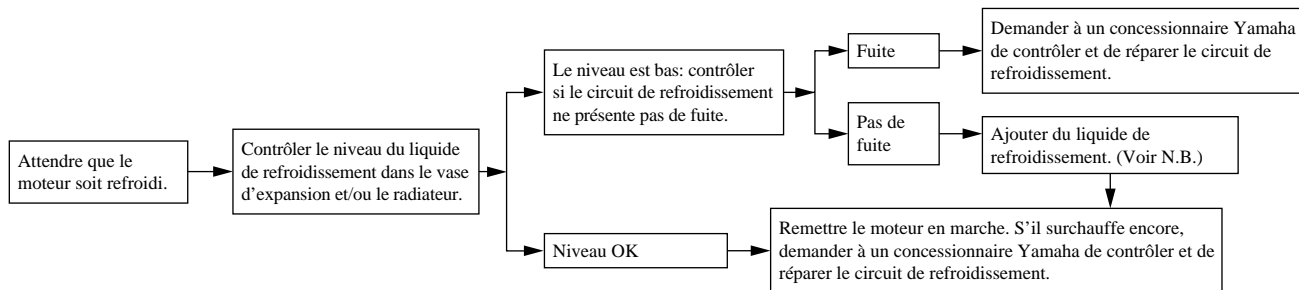 Attendre que le
moteur soit refroidi.
Contrôler le niveau du liquide
de refroidissement dans le vase
d'expansion et/ou le radiateur.
Le niveau est bas: contrôler
si le circuit de refroidissement
ne présente pas de fuite.
Fuite
Demander à un concessionnaire Yamaha
de contrôler et de réparer le circuit de
refroidissement.
Pas de
fuite
Ajouter du liquide de
refroidissement. (Voir N.B.)
Niveau OK
Remettre le moteur en marche. S'il surchauffe encore,
demander à un concessionnaire Yamaha de contrôler et de
réparer le circuit de refroidissement.